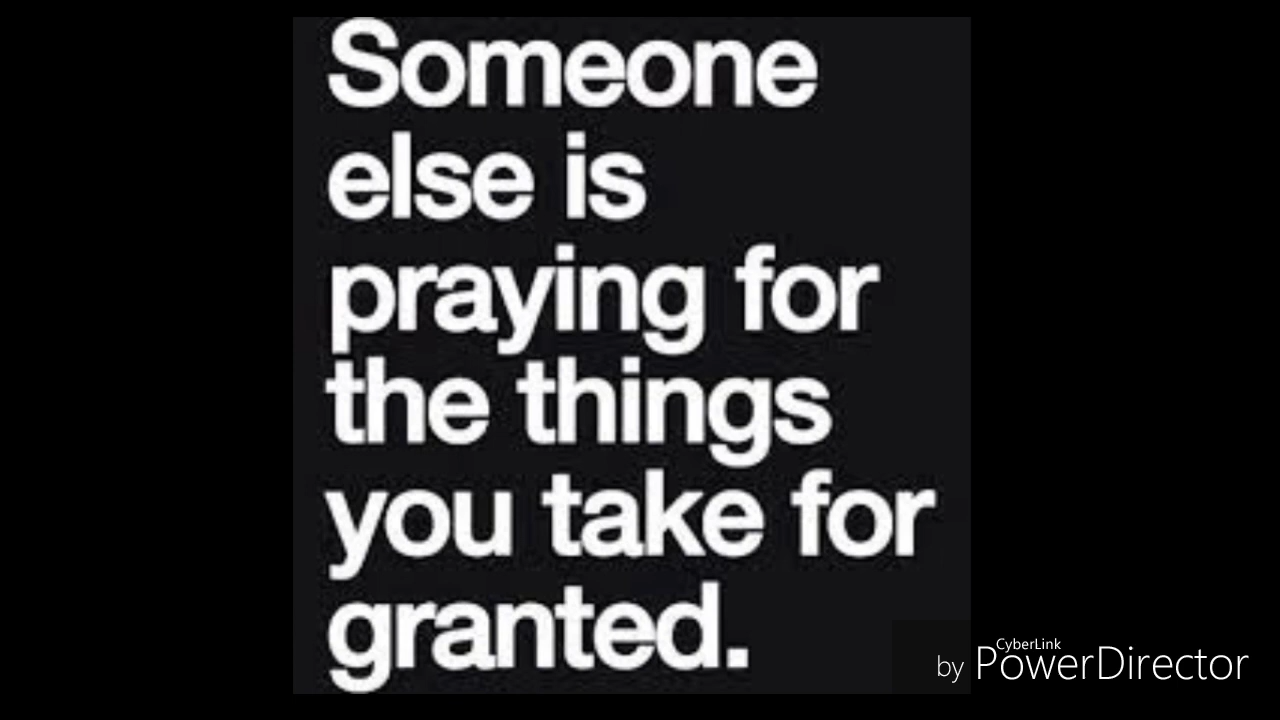 Someone
else is
praying for
the things
you take for
granted.
CyberLink
by PowerDirector